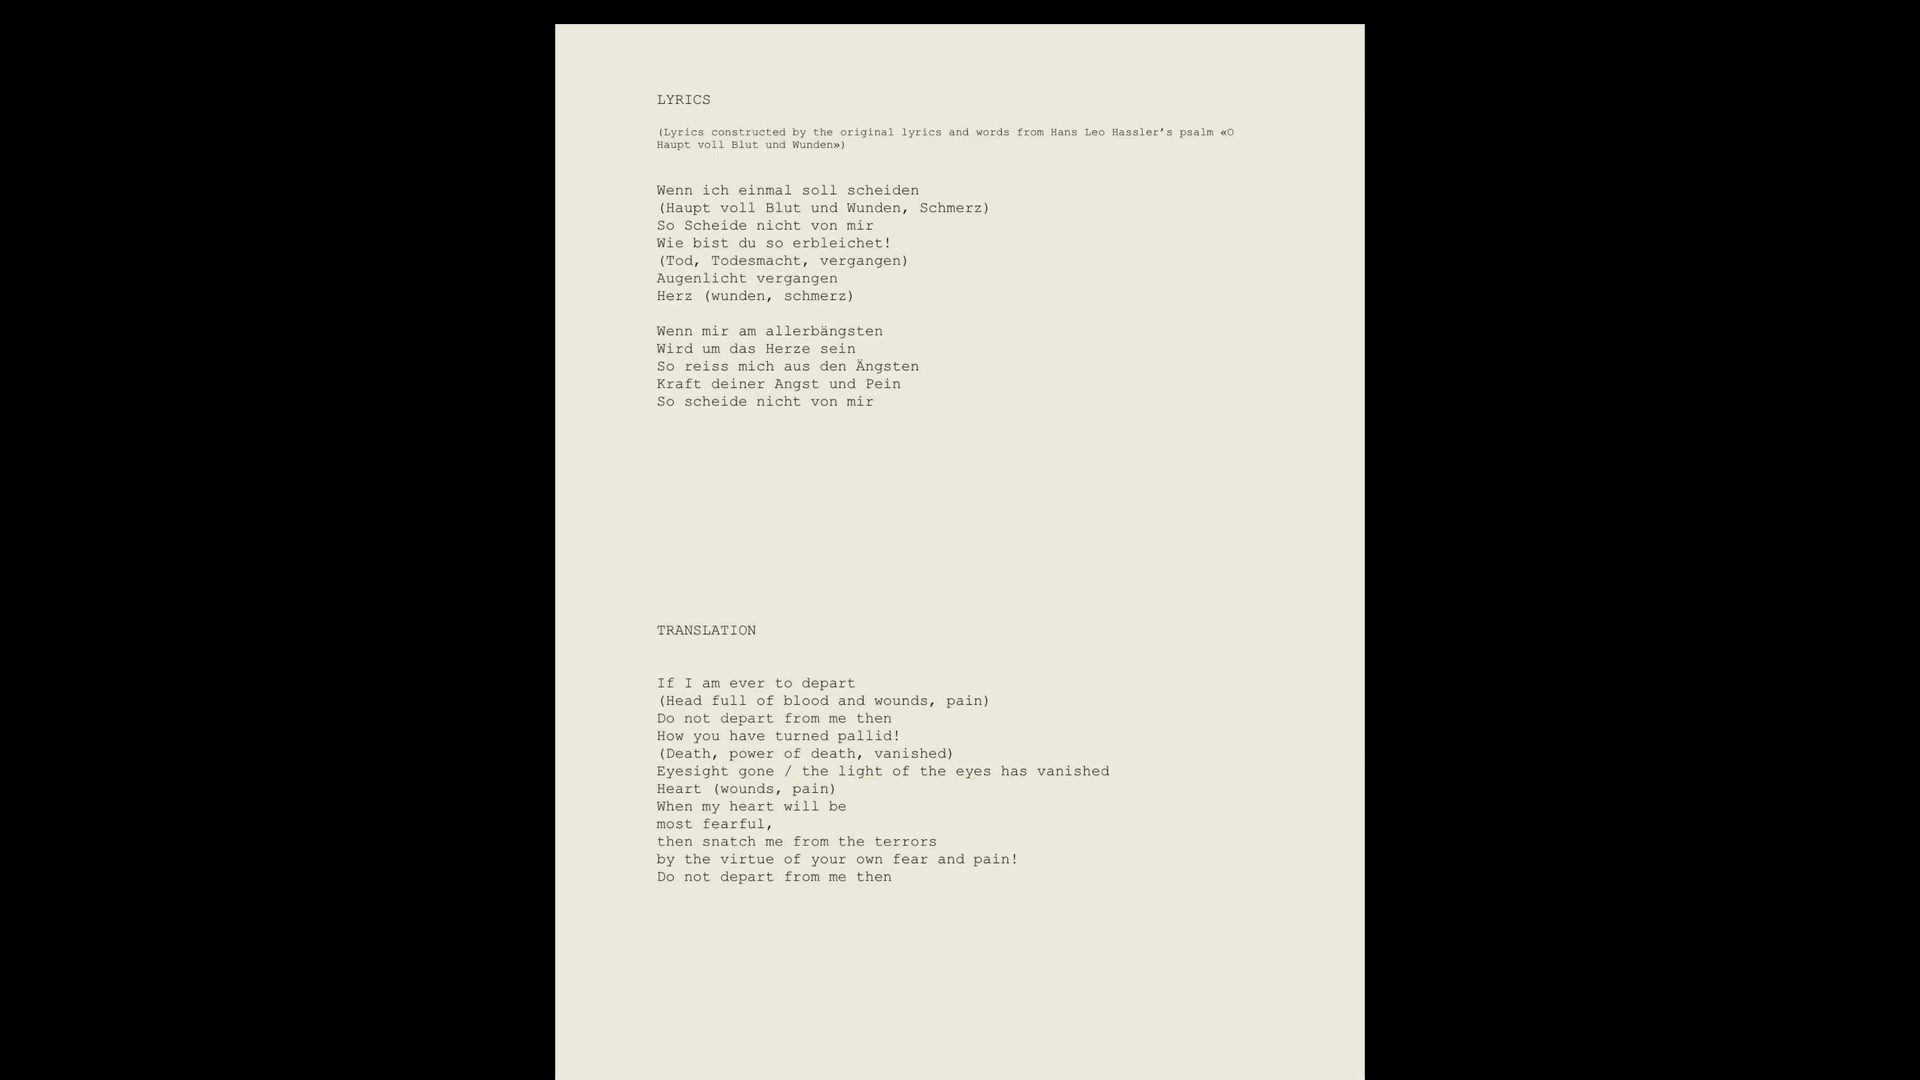 LYRICS
(Lyrics constructed by the original lyrics and words from Hans Leo Hassler’s psalm «O
Haupt voll Blut und Wunden»)
Wenn ich einmal soll scheiden
(Haupt voll Blut und Wunden, Schmerz)
So Scheide nicht von mir
Wie bist du so erbleichet!
(Tod, Todesmacht, vergangen)
Augenlicht vergangen
Herz (wunden, schmerz)
Wenn mir am allerbängsten
Wird um das Herze sein
So reiss mich aus den Ängsten
Kraft deiner Angst und Pein
So scheide nicht von mir
TRANSLATION
If I am ever to depart
(Head full of blood and wounds, pain)
Do not depart from me then
How you have turned pallid!
(Death, power of death, vanished)
Eyesight gone / the light of the eyes has vanished
Heart (wounds, pain)
When my heart will be
most fearful,
then snatch me from the terrors
by the virtue of your own fear and pain!
Do not depart from me then